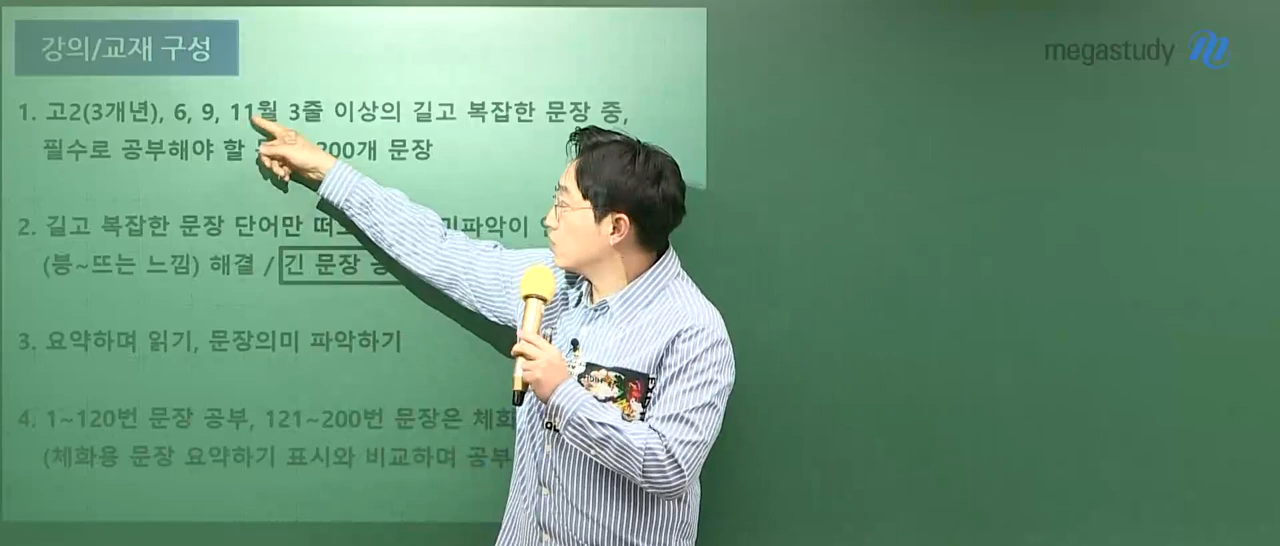 강의/교재 구성
megastudy
1. 고2(3개년), 6, 9, 11월 3줄 이상의 길고 복잡한 문장 중,
필수로 공부해야 할 200개 문장
2. 길고 복잡한 문장 단어만
(붕~뜨는 느낌) 해결 / 긴 문장
3. 요약하며 읽기, 문장의미 파악하기
4. 1~120번 문장 공부, 121~200번 문장은
(체화용 문장 요약하기 표시와 비교하며